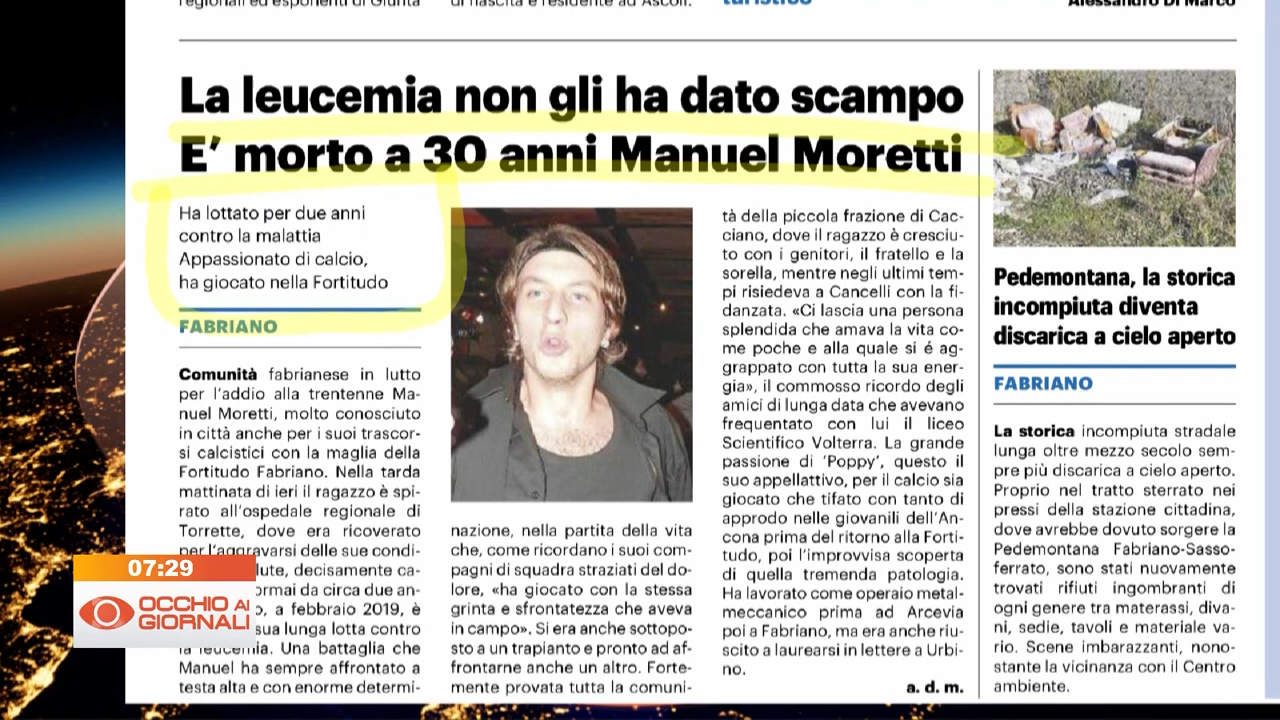 regionali ed esponenti di Giunta
di nascita e residente ad Ascoli.
turistico
Alessandro Di Marco
La leucemia non gli ha dato scampo
E’ morto a 30 anni Manuel Moretti
Ha lottato per due anni
contro la malattia
Appassionato di calcio,
ha giocato nella Fortitudo
FABRIANO
Comunità fabrianese in lutto
per l’addio alla trentenne Ma-
nuel Moretti, molto conosciuto
in città anche per i suoi trascor-
si calcistici con la maglia della
Fortitudo Fabriano. Nella tarda
mattinata di ieri il ragazzo è spi-
rato all’ospedale regionale di
Torrette, dove era ricoverato
per l’aggravarsi delle sue condi-
lute, decisamente ca-
ormai da circa due an-
o, a febbraio 2019, è
sua lunga lotta contro
la leucemia. Una battaglia che
Manuel ha sempre affrontato a
testa alta e con enorme determi-
nazione, nella partita della vita
che, come ricordano i suoi com-
pagni di squadra straziati del do-
lore, «ha giocato con la stessa
grinta e sfrontatezza che aveva
in campo». Si era anche sottopo-
sto a un trapianto e pronto ad af-
frontarne anche un altro. Forte-
mente provata tutta la comuni-
tà della piccola frazione di Cac-
ciano, dove il ragazzo è cresciu-
to con i genitori, il fratello e la
sorella, mentre negli ultimi tem-
pi risiedeva a Cancelli con la fi-
danzata. «Ci lascia una persona
splendida che amava la vita co-
me poche e alla quale si é ag-
grappato con tutta la sua ener-
gia», il commosso ricordo degli
amici di lunga data che avevano
frequentato con lui il liceo
Scientifico Volterra. La grande
passione di ‘Poppy’, questo il
suo appellativo, per il calcio sia
giocato che tifato con tanto di
approdo nelle giovanili dell’An-
cona prima del ritorno alla Forti-
tudo, poi l’improvvisa scoperta
di quella tremenda patologia.
Ha lavorato come operaio metal-
meccanico prima ad Arcevia
poi a Fabriano, ma era anche riu-
scito a laurearsi in lettere a Urbi-
no.
a. d. m.
Pedemontana, la storica
incompiuta diventa
discarica a cielo aperto
FABRIANO
La storica incompiuta stradale
lunga oltre mezzo secolo sem-
pre più discarica a cielo aperto.
Proprio nel tratto sterrato nei
pressi della stazione cittadina,
dove avrebbe dovuto sorgere la
Pedemontana Fabriano-Sasso-
ferrato, sono stati nuovamente
trovati rifiuti ingombranti di
ogni genere tra materassi, diva-
ni, sedie, tavoli e materiale va-
rio. Scene imbarazzanti, nono-
stante la vicinanza con il Centro
ambiente.
07:29
OCCHIO AI
GIORNALI